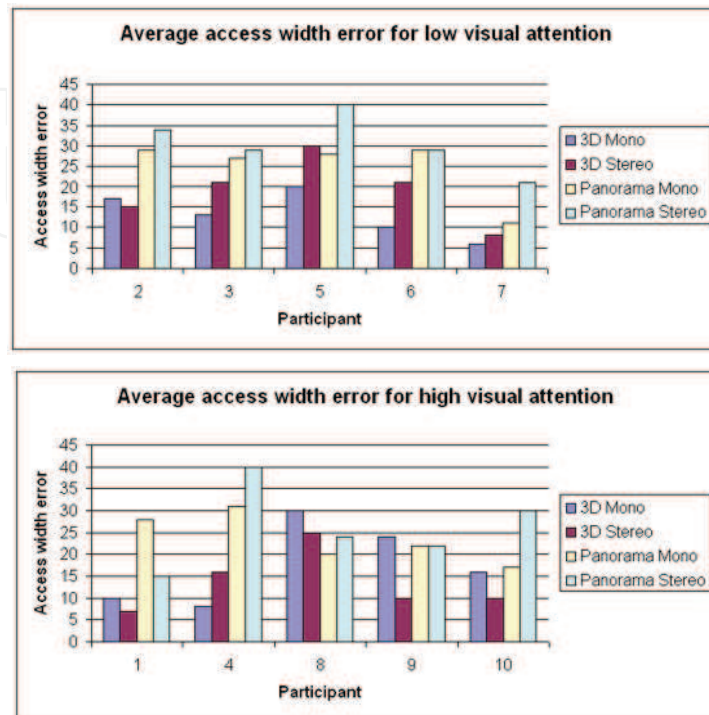 Average access width error for low visual attention
Access width error
45
40
35
30
25
20
15
10
5
0
2 3 5 6 7
Participant
3D Mono
3D Stereo
Panorama Mono
Panorama Stereo
Average access width error for high visual attention
Access width error
45
40
35
30
25
20
15
10
5
0
1 4 8 9 10
Participant
3D Mono
3D Stereo
Panorama Mono
Panorama Stereo